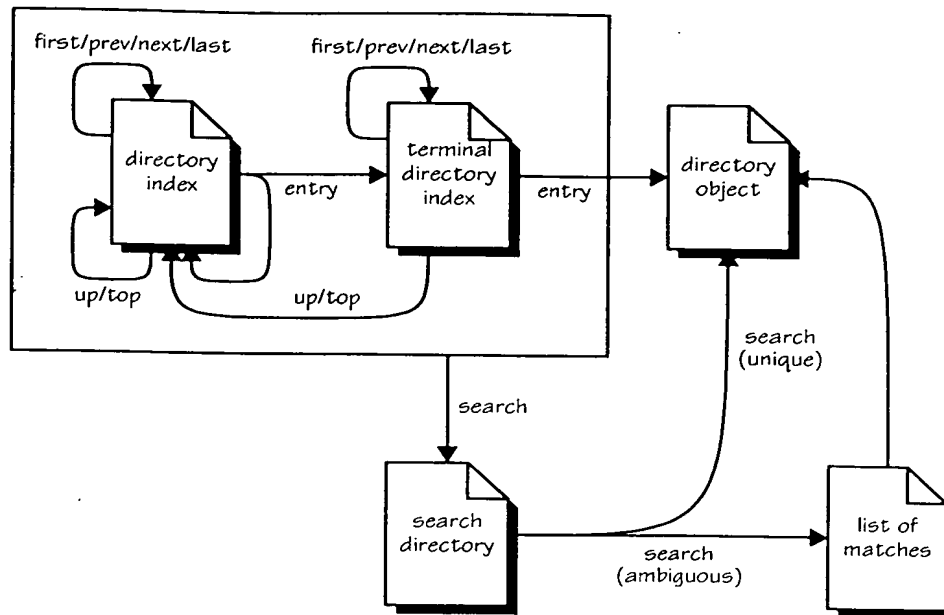 first/prev/next/last
first/prev/next/last
directory
index
entry
terminal
directory
index
entry
directory
object
up/top
up/top
search
(unique)
search
search
directory
search
(ambiguous)
list of
matches